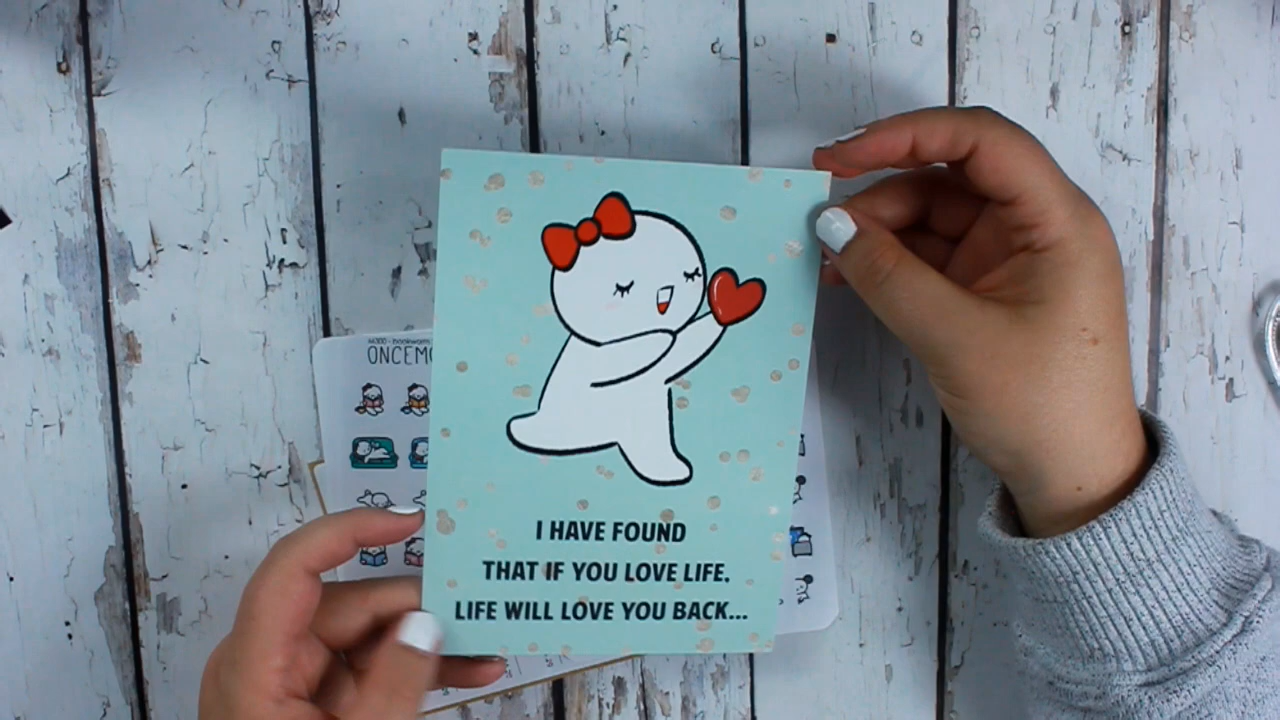 ONCEMO
I HAVE FOUND
THAT IF YOU LOVE LIFE,
LIFE WILL LOVE YOU BACK...